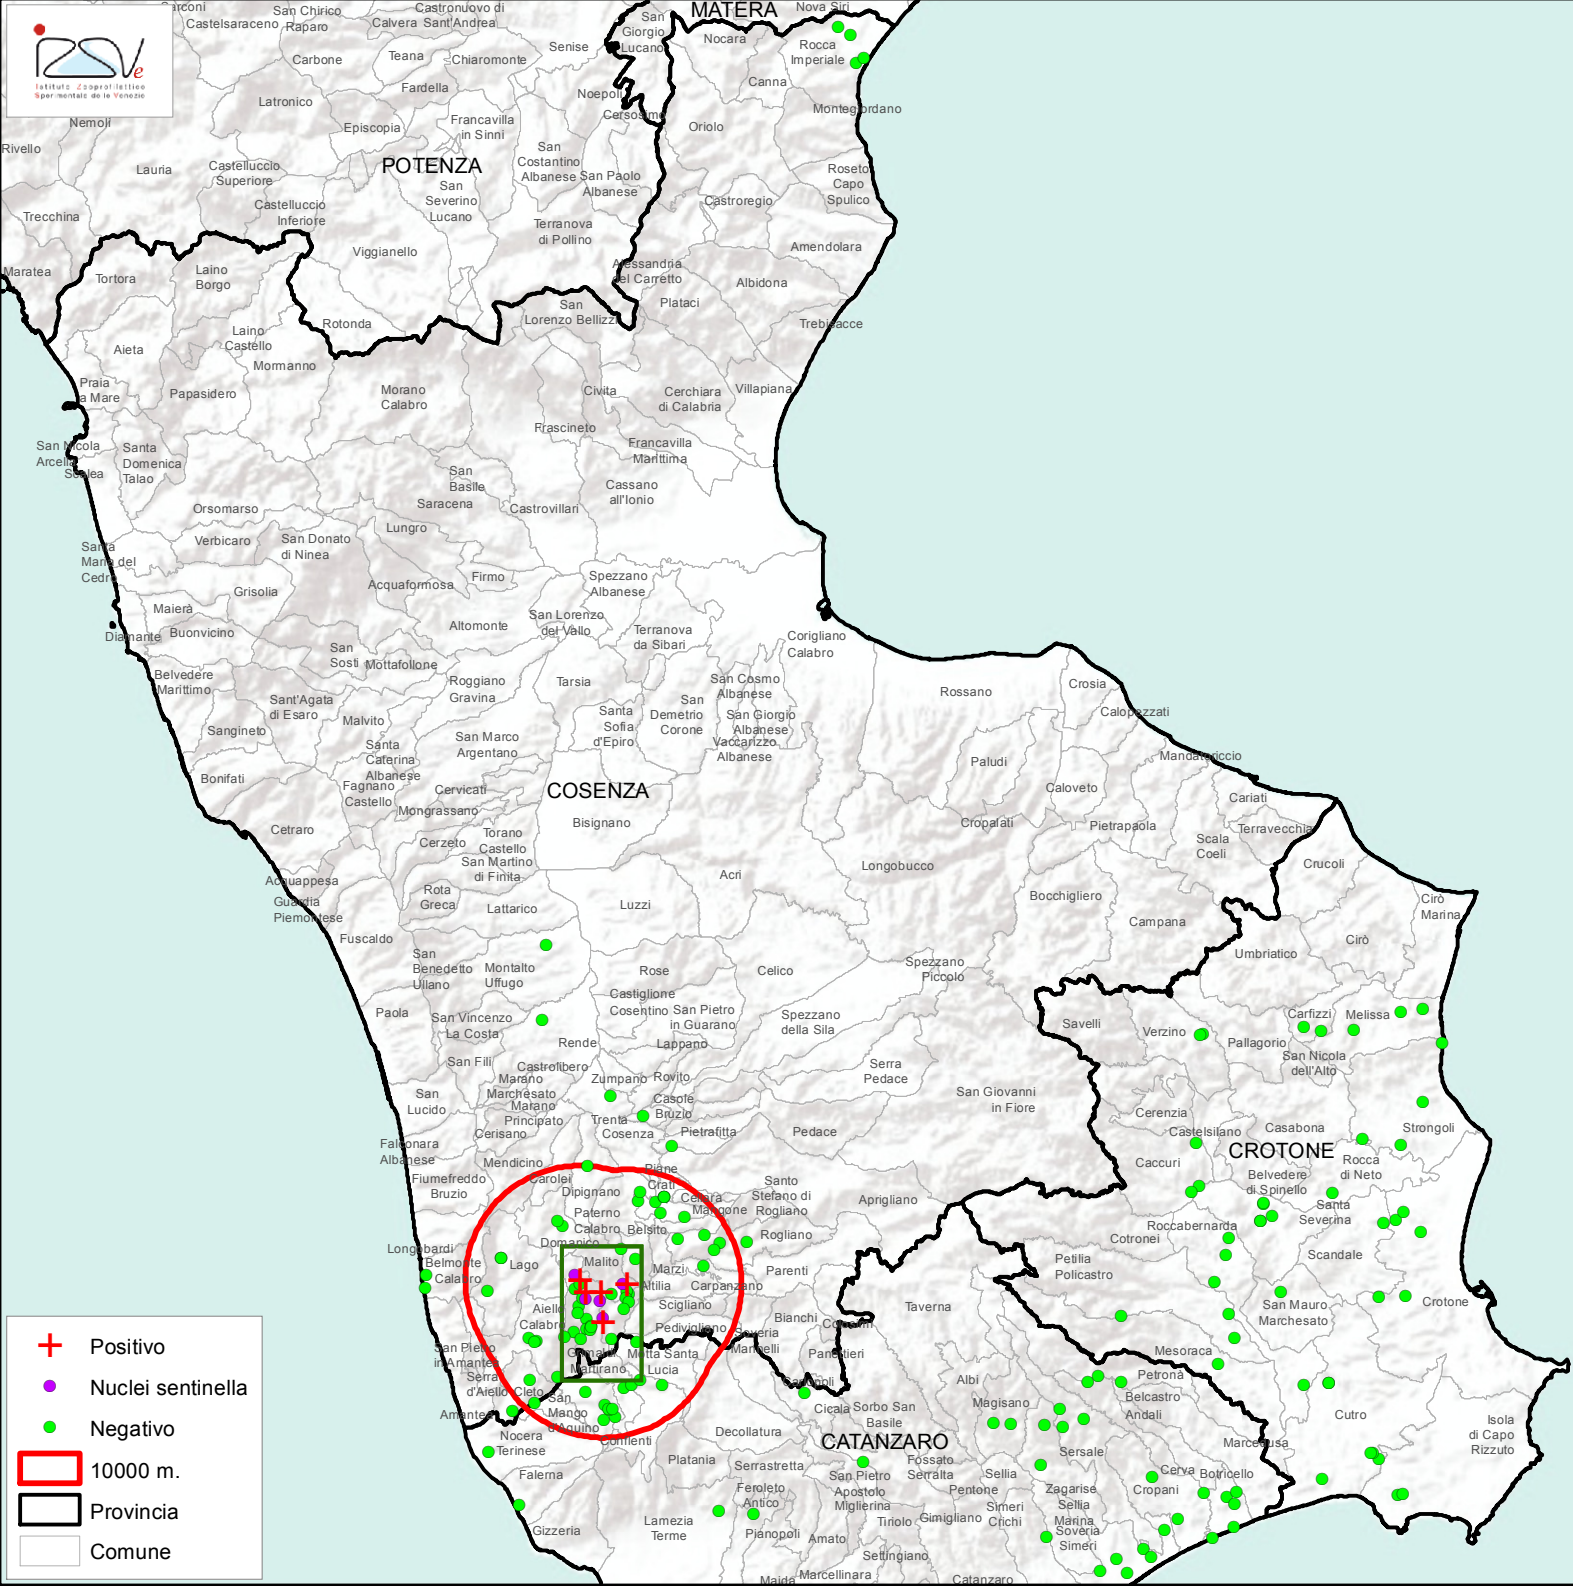 Istituto Zooprofilattico
Sperimentale delle Venezie
Sarconi
Castelsaraceno
San Chirico
Raparo
Castronuovo di
Sant'Andrea
Calvera
San
Giorgio
Lucano
MATERA
Nova Siri
Nocara
Rocca
Imperiale
Senise
Carbone
Teana
Chiaromonte
Canna
Fardella
Noepoli
Latronico
Montegiordano
Cersosimo
Nemoli
Episcopia
Francavilla
in Sinni
Oriolo
Rivello
Lauria
Castelluccio
Superiore
POTENZA
San
Costantino
Albanese
San Paolo
Albanese
Roseto
Capo
Spulico
San
Severino
Lucano
Castroregio
Trecchina
Castelluccio
Inferiore
Terranova
di Pollino
Viggianello
Amendolara
Maratea
Tortora
Laino
Borgo
Alessandria
del Carretto
Albidona
Plataci
San
Lorenzo Bellizzi
Rotonda
Trebisacce
Laino
Castello
Aieta
Mormanno
Praia
a Mare
Papasidero
Morano
Calabro
Civita
Cerchiara
di Calabria
Villapiana
Frascineto
San Nicola
Arcella
Santa
Domenica
Talao
Francavilla
Marittima
Scalea
San
Basile
Saracena
Cassano
all'Ionio
Castrovillari
Orsomarso
Lungro
Verbicaro
San Donato
di Ninea
Santa
Maria del
Cedro
Acquaformosa
Firmo
Spezzano
Albanese
Grisolia
Maierà
San Lorenzo
del Vallo
Diamante
Buonvicino
Altomonte
Terranova
da Sibari
Corigliano
Calabro
San
Sosti
Mottafollone
Belvedere
Marittimo
Roggiano
Gravina
Tarsia
San Cosmo
Albanese
Rossano
Crosia
Sant'Agata
di Esaro
San
Demetrio
Corone
Santa
Sofia
d'Epiro
San Giorgio
Albanese
Calopezzati
Malvito
Sangineto
San Marco
Argentano
Vaccarizzo
Albanese
Santa
Caterina
Albanese
Mandatoriccio
Paludi
Bonifati
Fagnano
Castello
Cervicati
COSENZA
Caloveto
Cariati
Mongrassano
Bisignano
Cropalati
Pietrapaola
Terravecchia
Cetraro
Torano
Castello
Cerzeto
Scala
Coeli
San Martino
di Finita
Longobucco
Crucoli
Acquappesa
Acri
Rota
Greca
Bocchigliero
Guardia
Piemontese
Lattarico
Luzzi
Cirò
Marina
Campana
Fuscaldo
Cirò
San
Benedetto
Ullano
Umbriatico
Montalto
Uffugo
Rose
Celico
Spezzano
Piccolo
Castiglione
Cosentino
San Pietro
in Guarano
Paola
San Vincenzo
La Costa
Spezzano
della Sila
Savelli
Verzino
Carfizzi
Melissa
Rende
Lappano
Pallagorio
San Nicola
dell'Alto
San Fili
Castrolibero
Serra
Pedace
Marano
Marchesato
Zumpano
Rovito
San
Lucido
Casole
Bruzio
San Giovanni
in Fiore
Marano
Principato
Trenta
Cerenzia
Cosenza
Pietrafitta
Pedace
Casabona
Strongoli
Cerisano
Castelsilano
Falconara
Albanese
CROTONE
Mendicino
Piane
Crati
Caccuri
Rocca
di Neto
Fiumefreddo
Bruzio
Carolei
Belvedere
di Spinello
Dipignano
Cellara
Santo
Stefano di
Rogliano
Aprigliano
Mangone
Santa
Severina
Paterno
Calabro
Belsito
Roccabernarda
Rogliano
Cotronei
Domanico
Longobardi
Scandale
Malito
Belmonte
Calabro
Lago
Marzi
Parenti
Petilia
Policastro
Altilia
Carpanzano
Crotone
Aiello
Calabro
Scigliano
Bianchi
Taverna
San Mauro
Marchesato
Colosimi
Pedivigliano
Soveria
Mannelli
San Pietro
in Amantea
Grimaldi
Motta Santa
Lucia
Panettieri
Mesoraca
Martirano
Serra
d'Aiello
Cleto
Carlopoli
Albi
Petronà
Belcastro
San
Mango
d'Aquino
Amantea
Cicala
Sorbo San
Basile
Magisano
Andali
Cutro
Isola
di Capo
Rizzuto
Nocera
Terinese
Conflenti
Decollatura
CATANZARO
Sersale
Marcedusa
Platania
Serrastretta
Fossato
Serralta
Falerna
San Pietro
Apostolo
Sellia
Cerva
Botricello
Feroleto
Antico
Pentone
Zagarise
Cropani
Miglierina
Simeri
Crichi
Sellia
Marina
Gizzeria
Lamezia
Terme
Tiriolo
Gimigliano
Pianopoli
Amato
Soveria
Simeri
Settingiano
Maida
Marcellinara
Catanzaro
Positivo
Nuclei sentinella
Negativo
10000 m.
Provincia
Comune